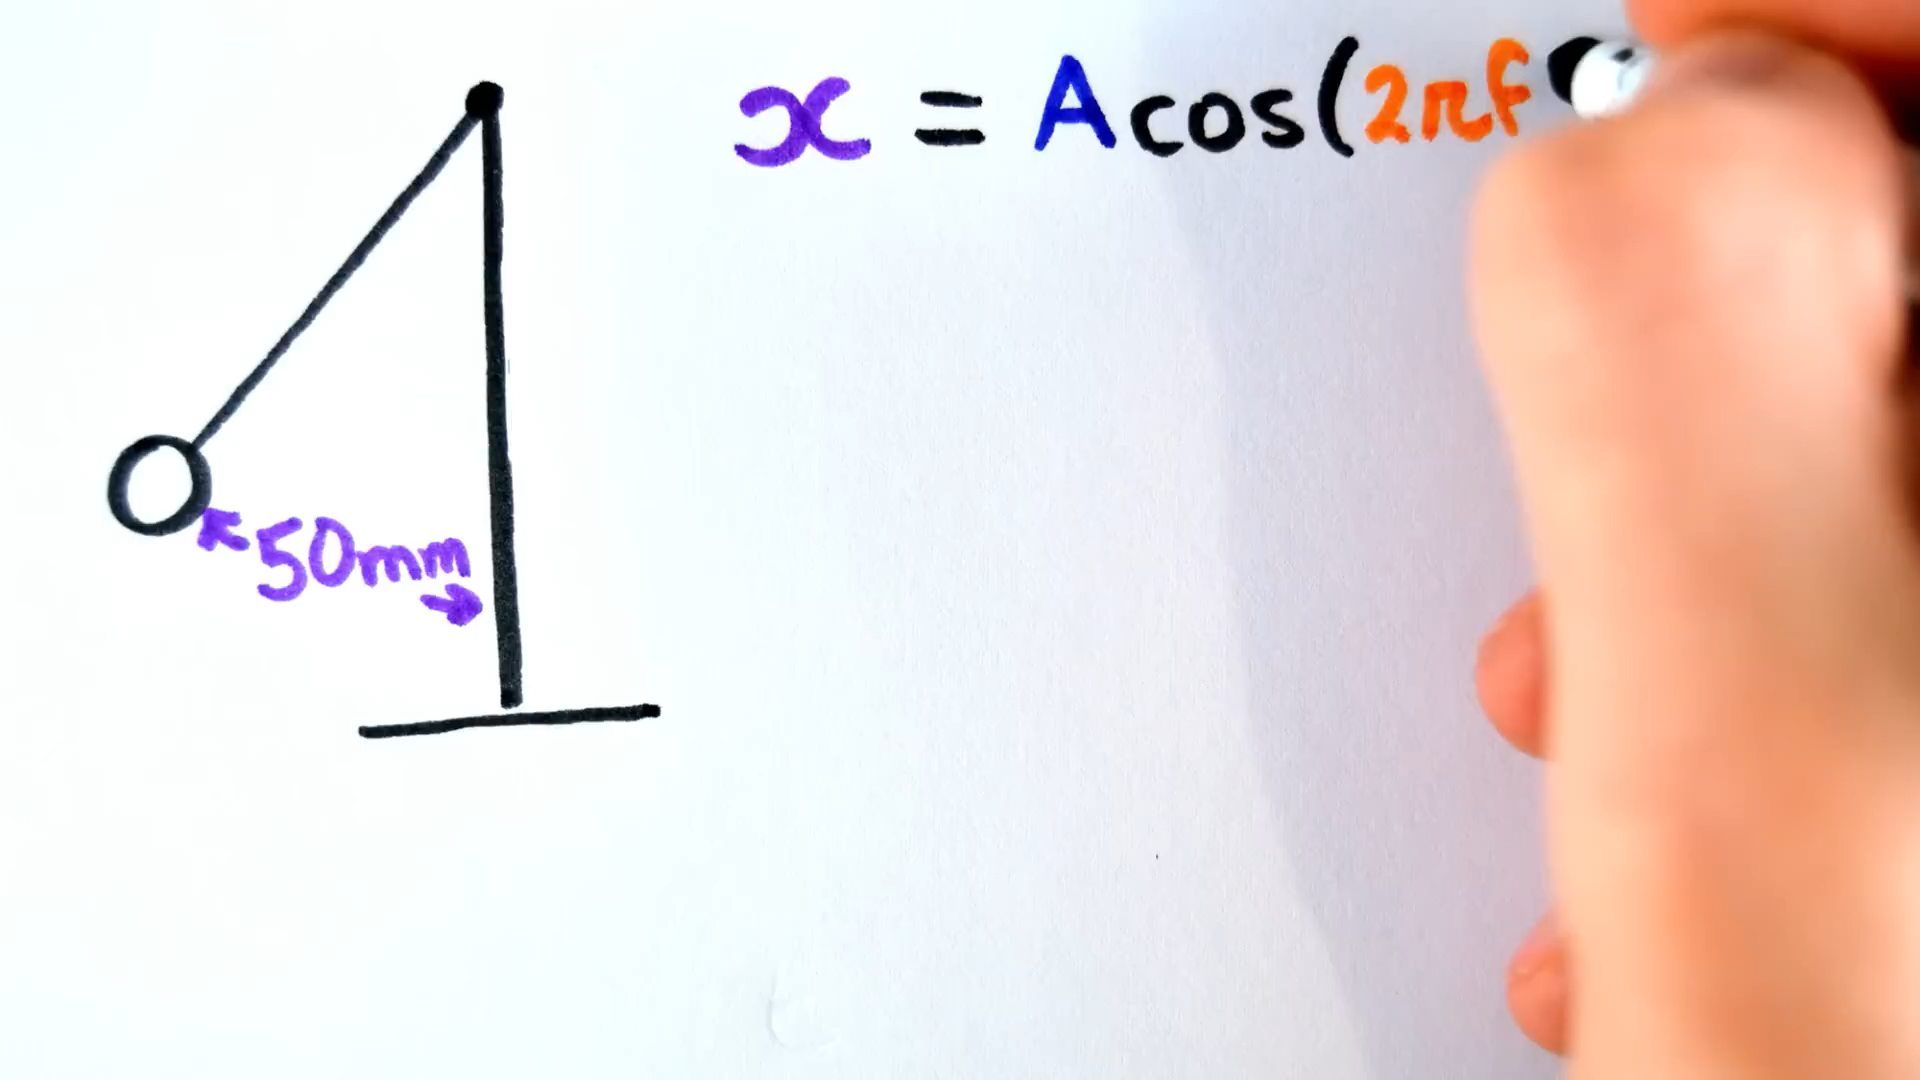 x = Acos(2πf
50mm